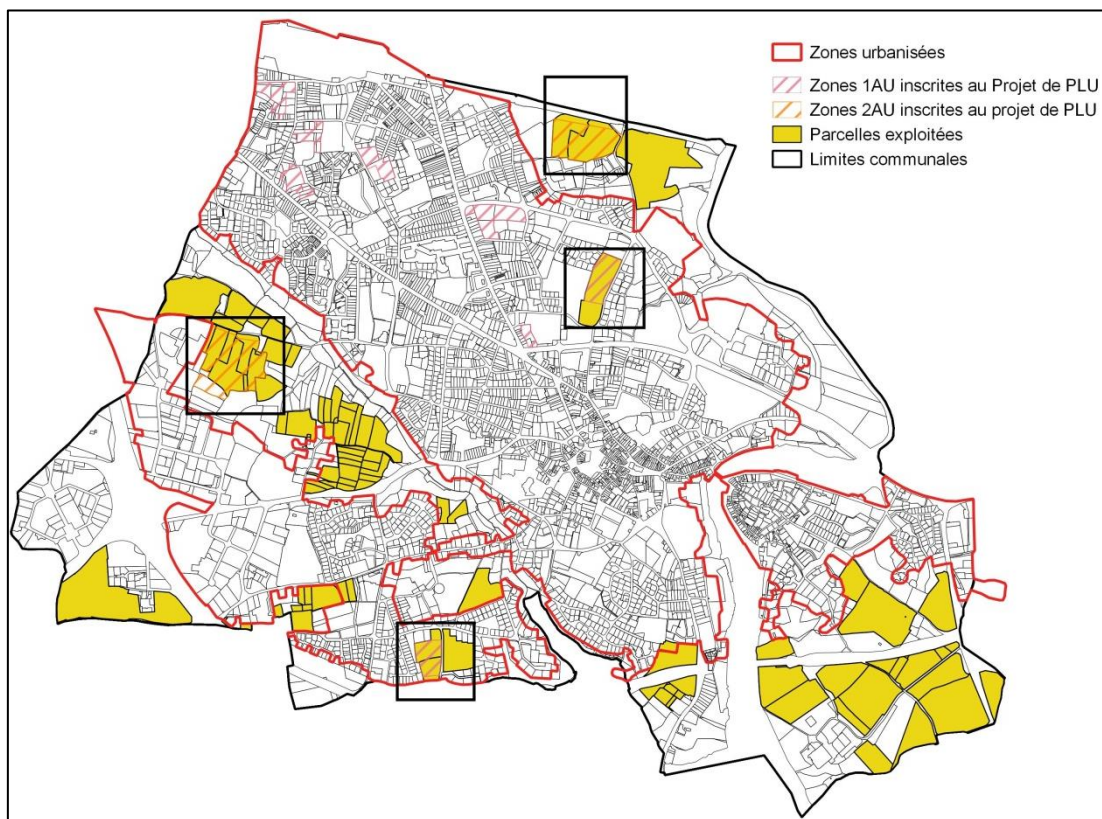 Zones urbanisées
Zones 1AU inscrites au Projet de PLU
Zones 2AU inscrites au projet de PLU
Parcelles exploitées
Limites communales